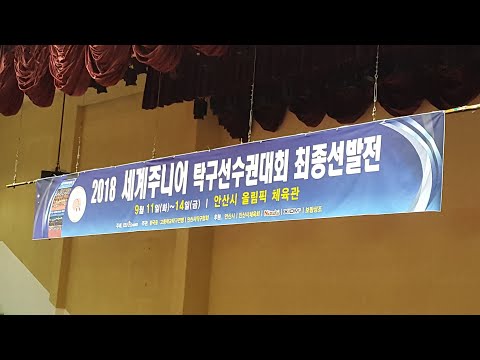 2018 세계주니어 탁구선수권대회 최종선발전
9월 11일(화)~14일(금) | 안산시 올림픽 체육관